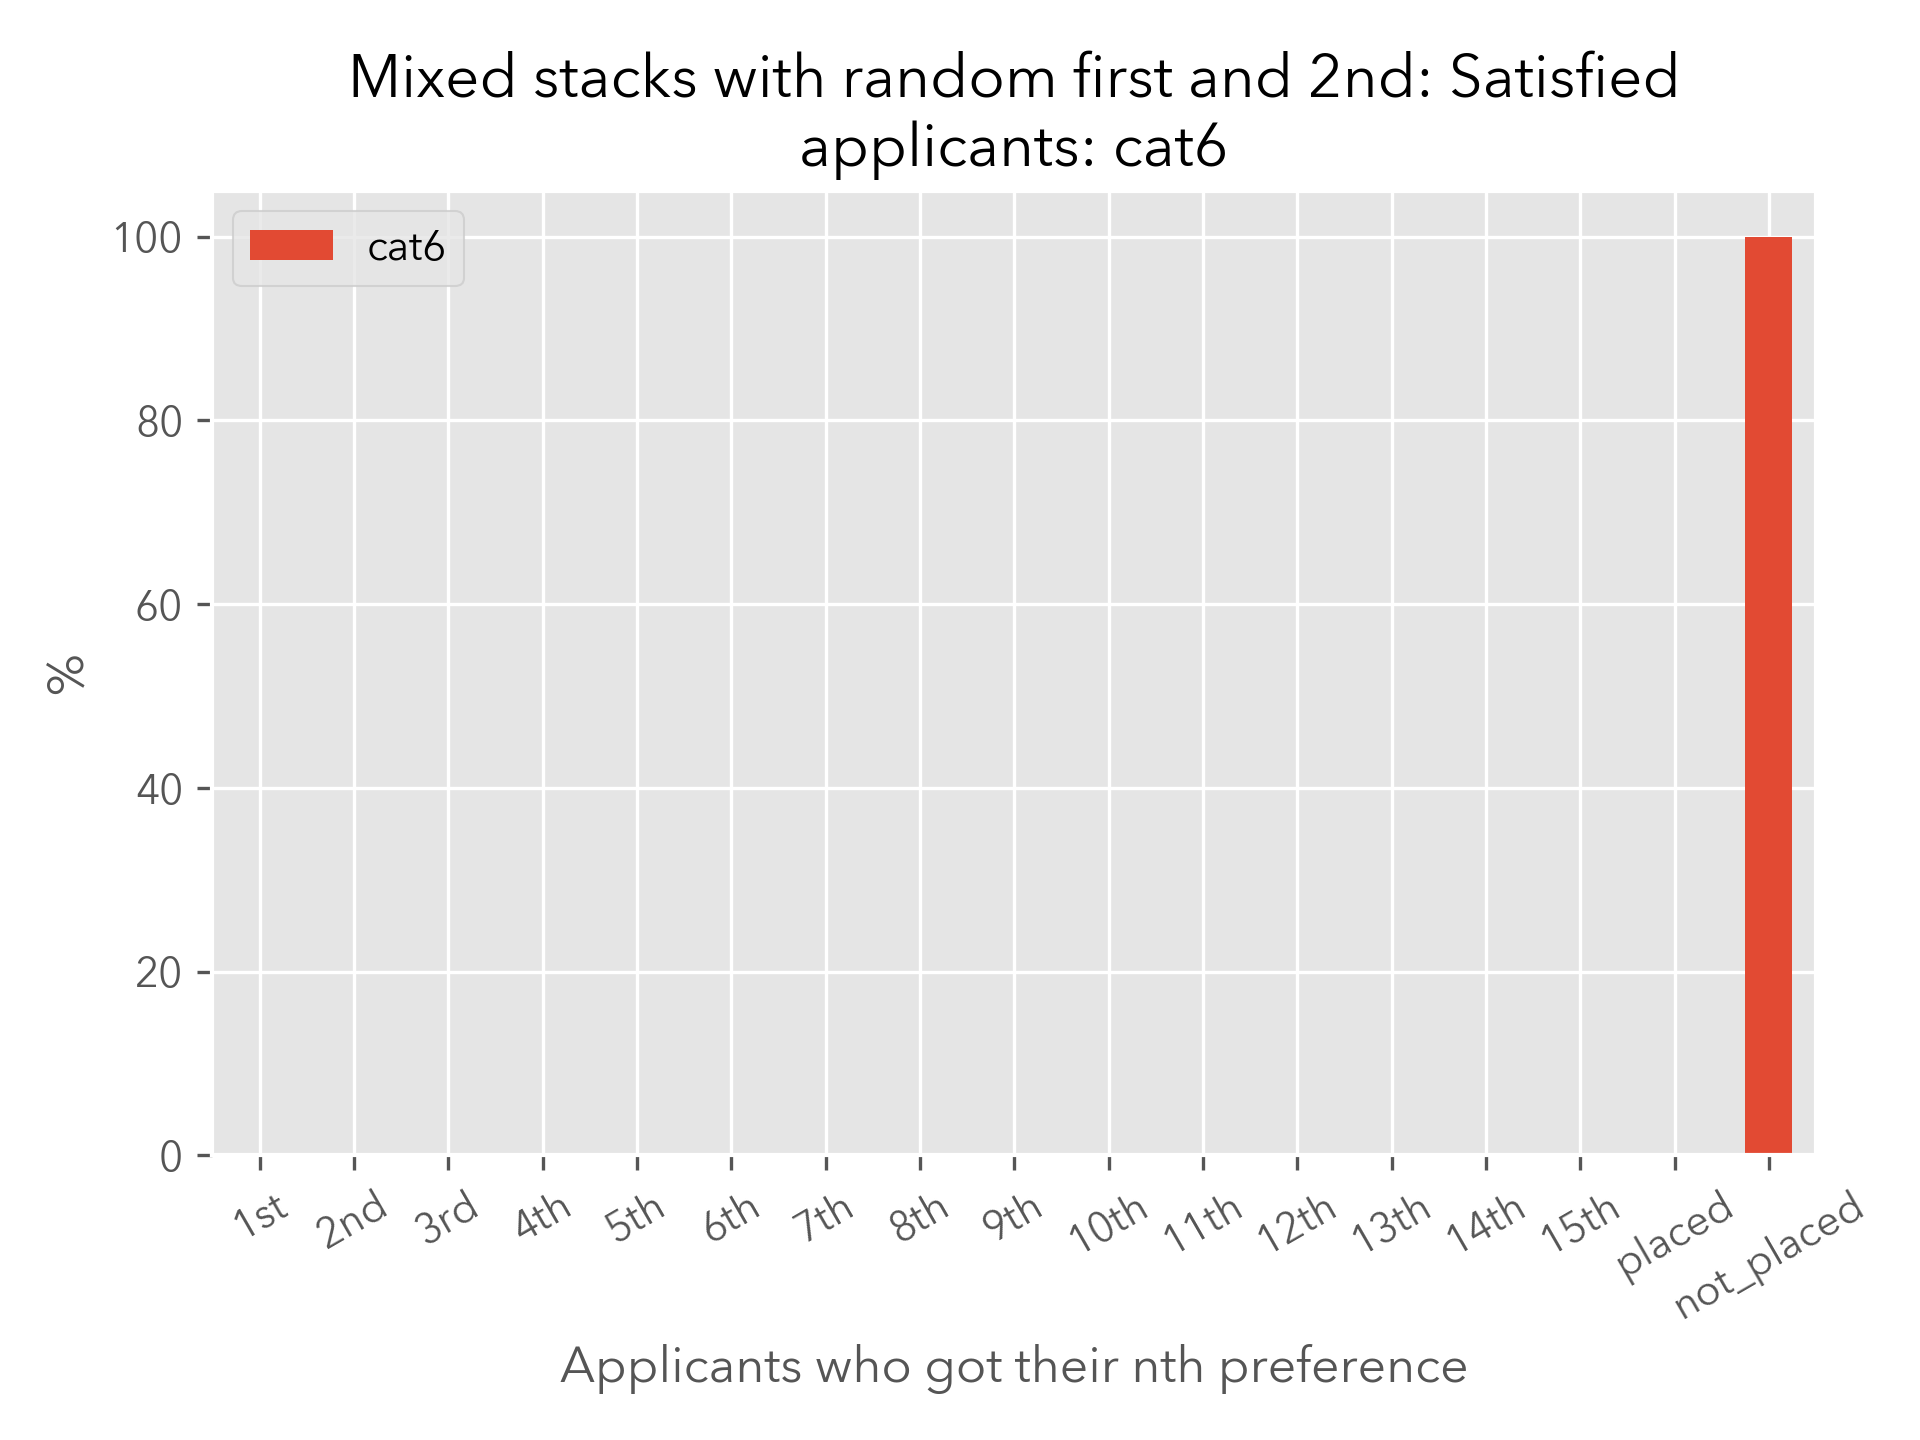 Mixed stacks with random first and 2nd: Satisfied
applicants: cat6
cat6
100
80
60
40
20
0
%
1st 2nd 3rd 4th 5th 6th 7th 8th 9th 10th 11th 12th 13th 14th 15th placed not_placed
Applicants who got their nth preference